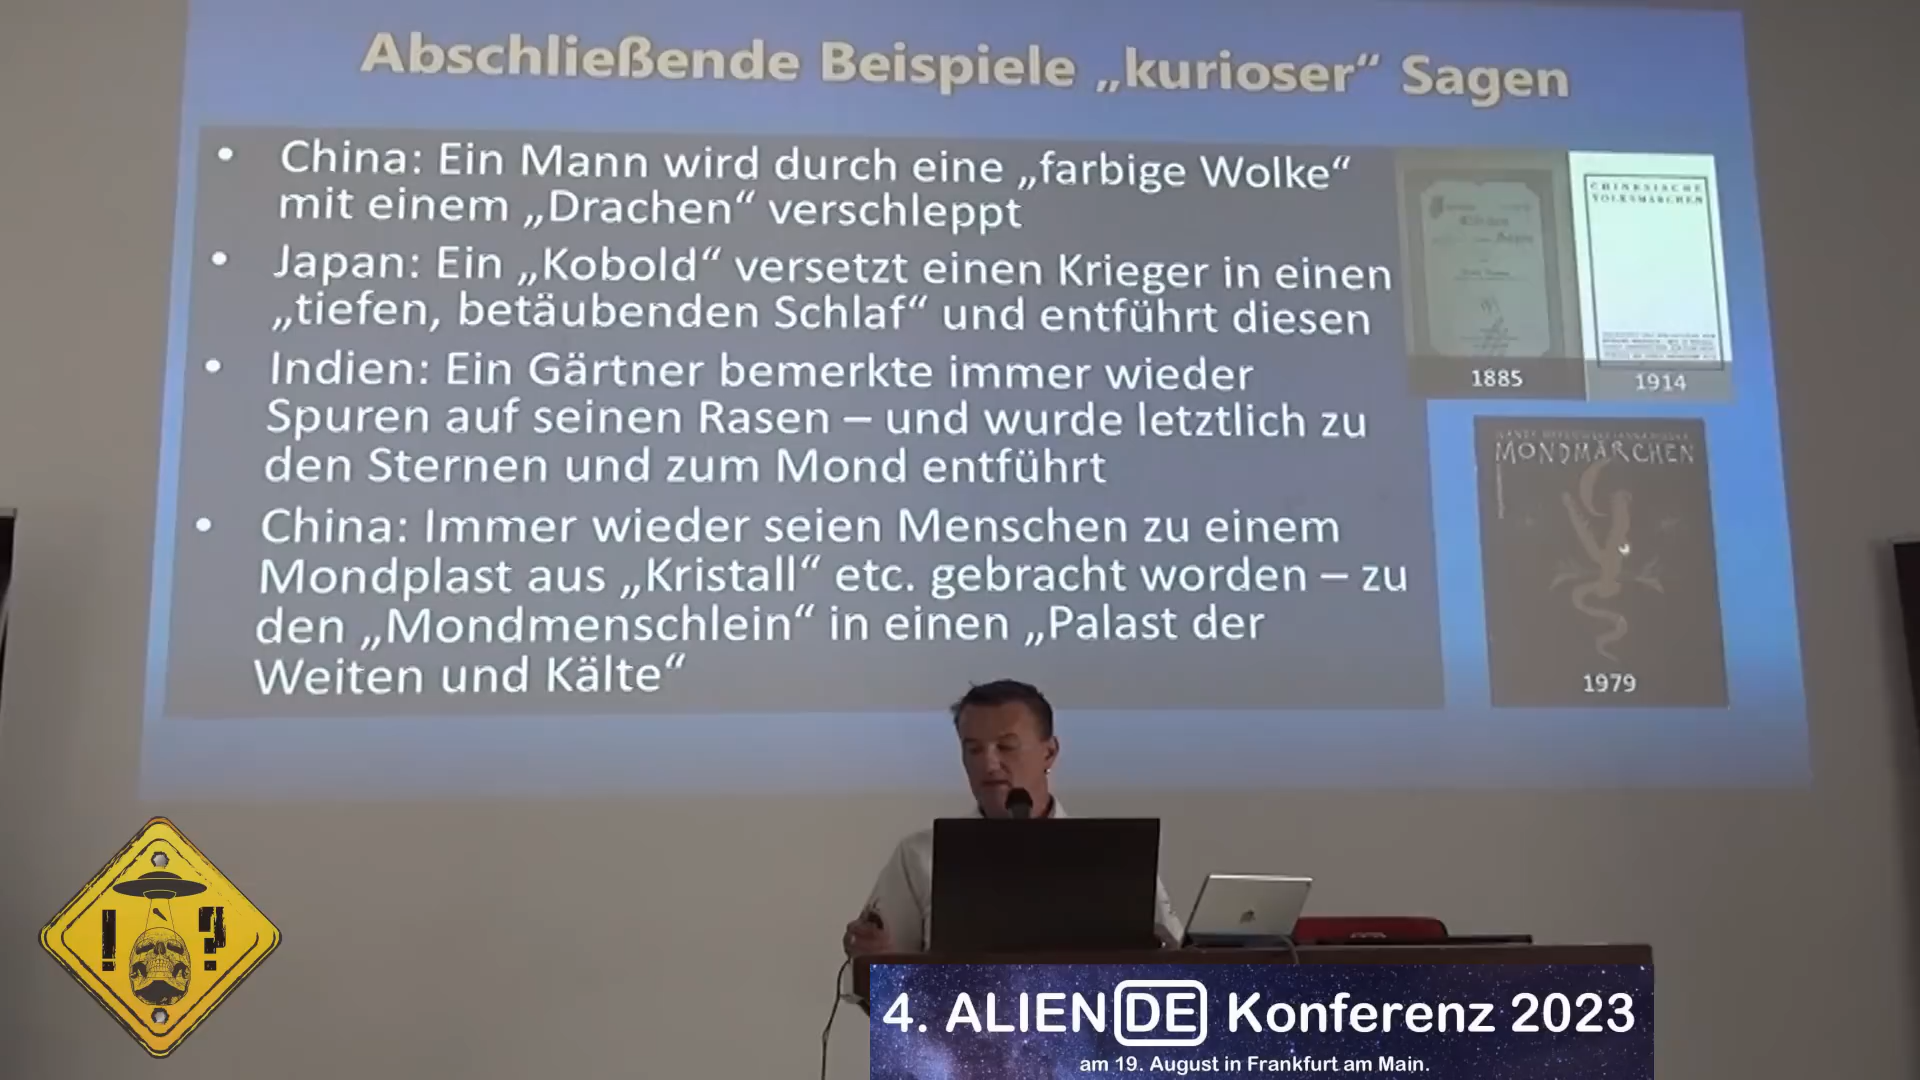 Abschließende Beispiele „kurioser“ Sagen
• China: Ein Mann wird durch eine „farbige Wolke“
mit einem „Drachen“ verschleppt
• Japan: Ein „Kobold“ versetzt einen Krieger in einen
„tiefen, betäubenden Schlaf“ und entführt diesen
• Indien: Ein Gärtner bemerkte immer wieder
Spuren auf seinen Rasen – und wurde letztlich zu
den Sternen und zum Mond entführt
• China: Immer wieder seien Menschen zu einem
Mondplast aus „Kristall“ etc. gebracht worden – zu
den „Mondmenschlein“ in einen „Palast der
Weiten und Kälte“
CHINESISCHE
VOLKSMÄRCHEN
1885
1914
MONDMÄRCHEN
1979
! ?
4. ALIEN DE Konferenz 2023
am 19. August in Frankfurt am Main.